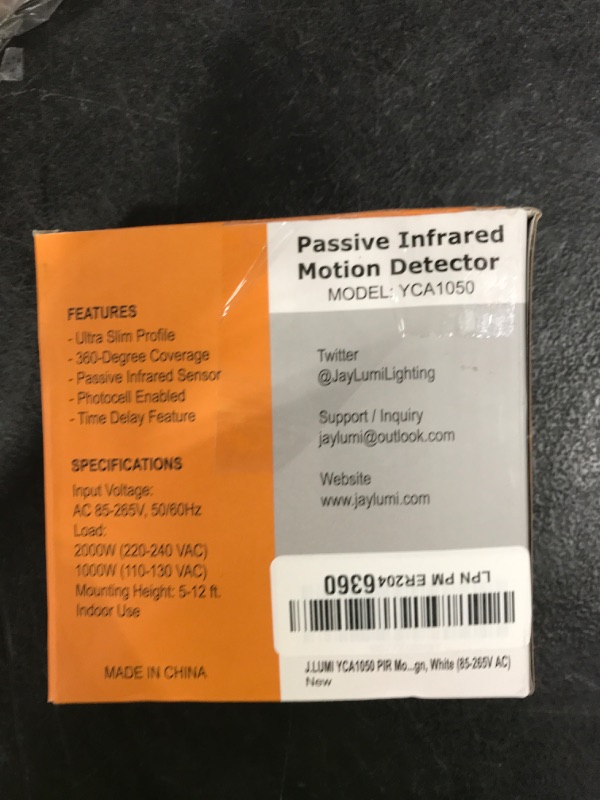 Passive Infrared
Motion Detector
MODEL: YCA1050
FEATURES
- Ultra Slim Profile
- 360-Degree Coverage
- Passive Infrared Sensor
- Photocell Enabled
- Time Delay Feature
SPECIFICATIONS
Input Voltage:
AC 85-265V, 50/60Hz
Load:
2000W (220-240 VAC)
1000W (110-130 VAC)
Mounting Height: 5-12 ft.
Indoor Use
MADE IN CHINA
Twitter
@JayLumiLighting
Support / Inquiry
jaylumi@outlook.com
Website
www.jaylumi.com
LPN PM ER2046360
J.LUMI YCA1050 PIR Mo...gn, White (85-265V AC)
New